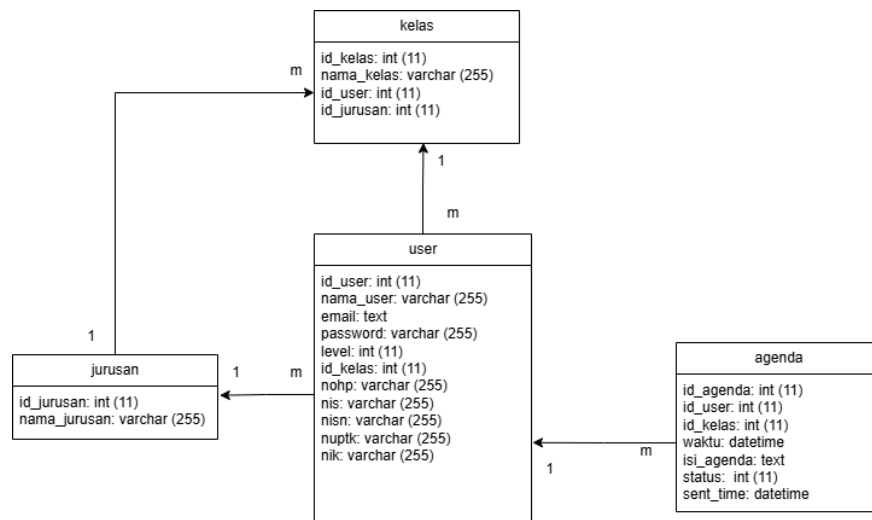 kelas
id_kelas: int (11)
nama_kelas: varchar (255)
id_user: int (11)
id_jurusan: int (11)
m
1
m
1
user
id_user: int (11)
nama_user: varchar (255)
email: text
password: varchar (255)
level: int (11)
id_kelas: int (11)
nohp: varchar (255)
nis: varchar (255)
nisn: varchar (255)
nuptk: varchar (255)
nik: varchar (255)
jurusan
id_jurusan: int (11)
nama_jurusan: varchar (255)
1
m
agenda
id_agenda: int (11)
id_user: int (11)
id_kelas: int (11)
waktu: datetime
isi_agenda: text
status: int (11)
sent_time: datetime
1
m